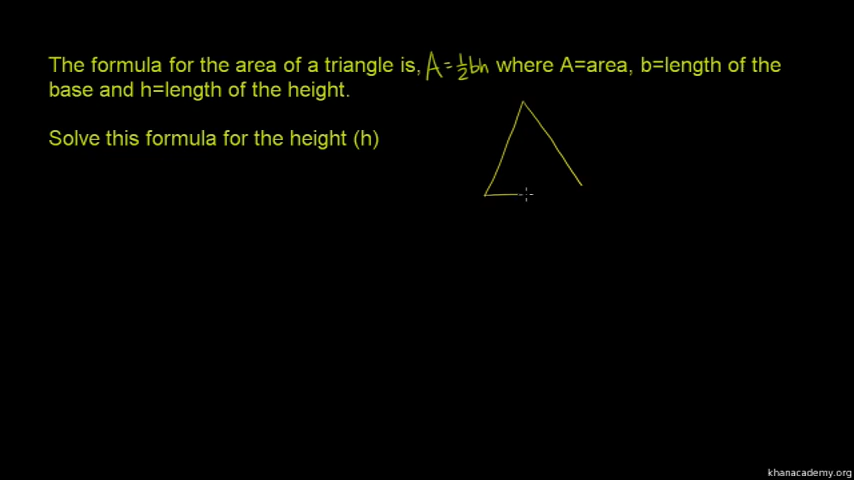 The formula for the area of a triangle is, A=½bh where A=area, b=length of the
base and h=length of the height.
Solve this formula for the height (h)
khanacademy.org